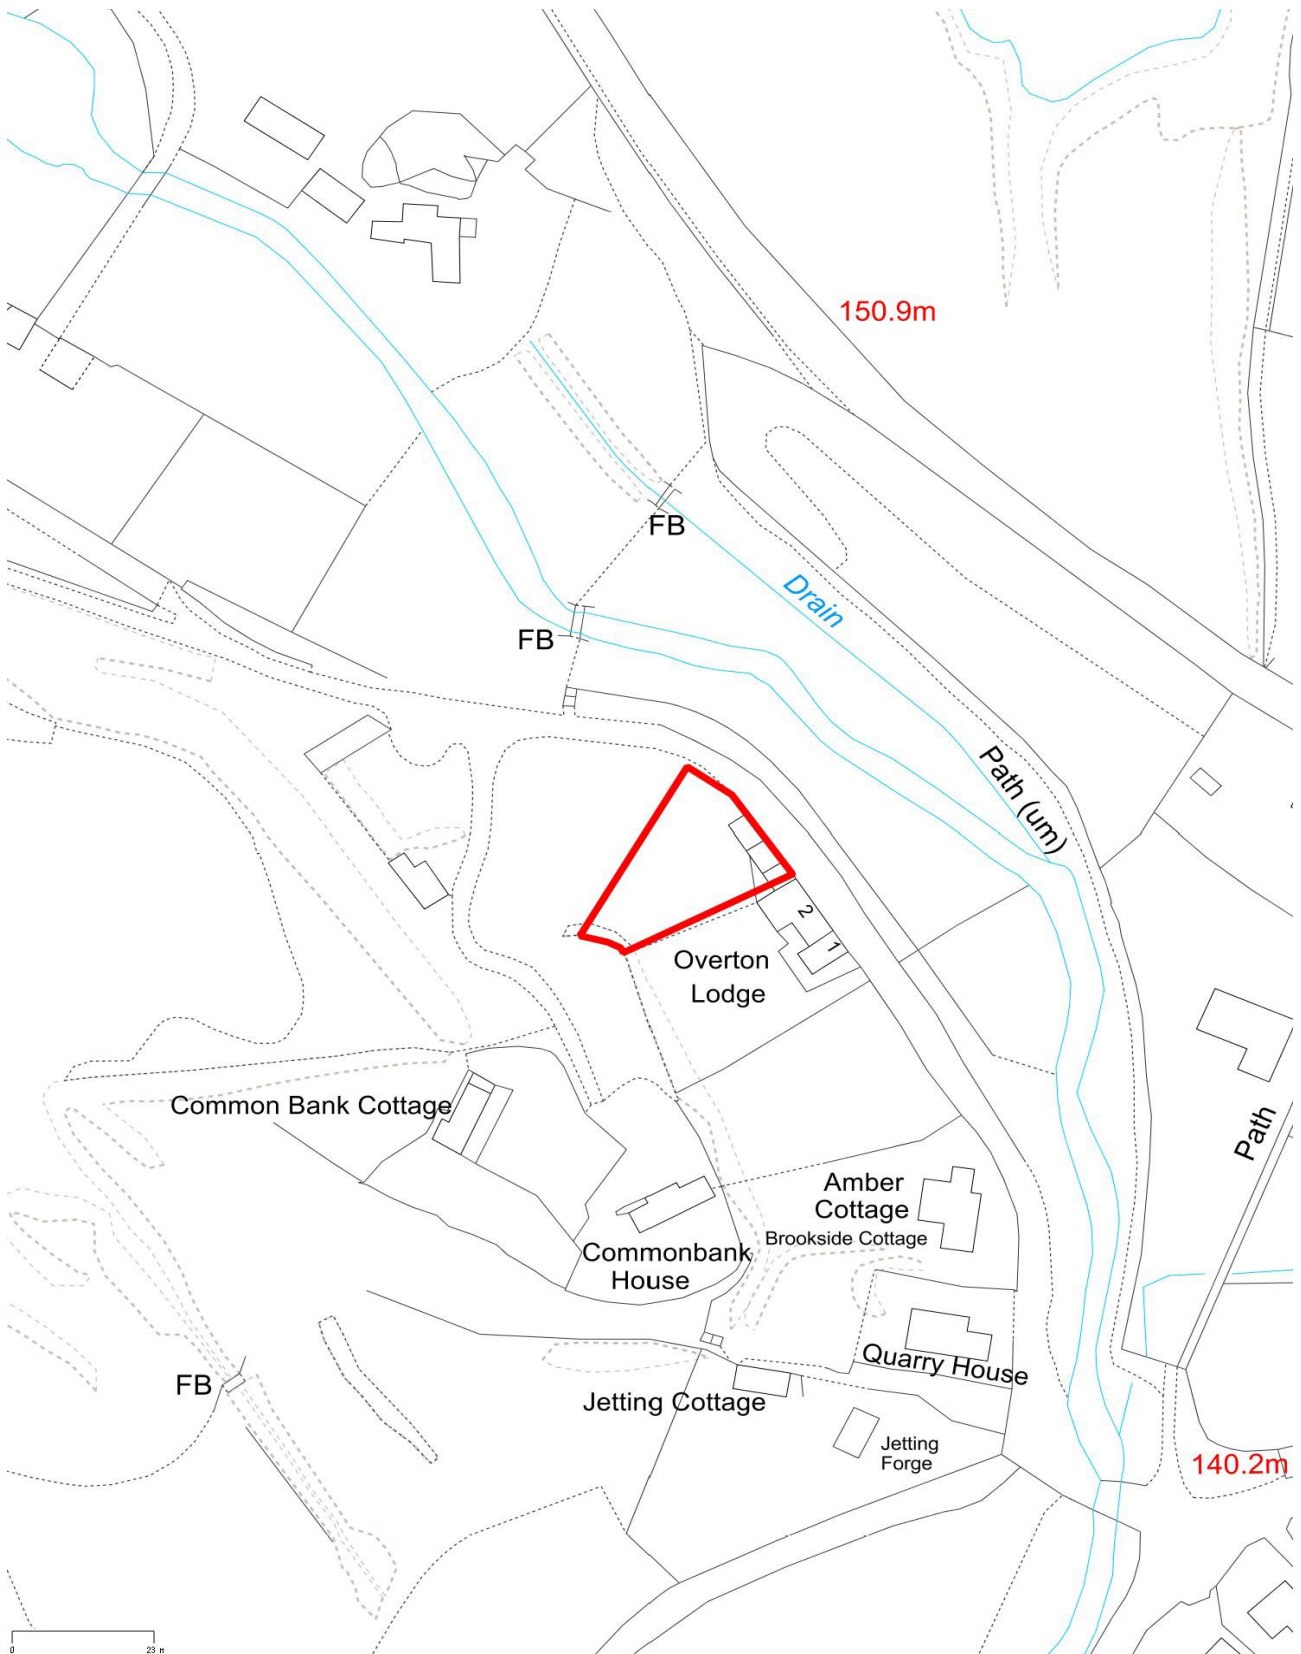 150.9m
FB
Drain
FB
Path (um)
2
1
Overton
Lodge
Common Bank Cottage
Path
Amber
Cottage
Brookside Cottage
Commonbank
House
Quarry House
FB
Jetting Cottage
Jetting
Forge
140.2m
0
23 m